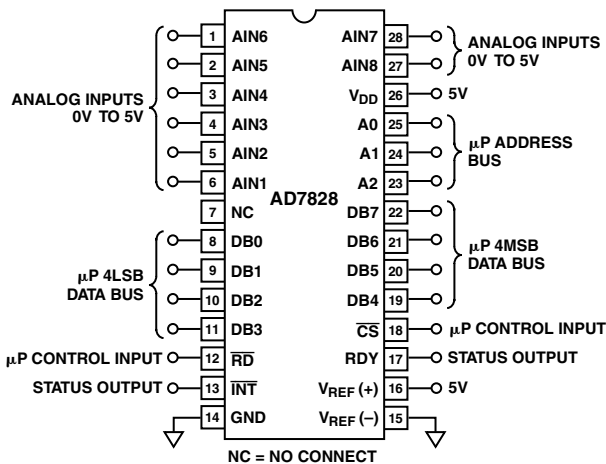 1 AIN6 AIN7 28
2 AIN5 AIN8 27
3 AIN4 VDD 26 5V
4 AIN3 A0 25
5 AIN2 A1 24
6 AIN1 A2 23
7 NC DB7 22
8 DB0 DB6 21
9 DB1 DB5 20
10 DB2 DB4 19
11 DB3 CS 18 μP CONTROL INPUT
μP CONTROL INPUT 12 RD RDY 17 STATUS OUTPUT
STATUS OUTPUT 13 INT VREF (+) 16 5V
14 GND VREF (–) 15
AD7828
ANALOG INPUTS
0V TO 5V
μP 4LSB
DATA BUS
ANALOG INPUTS
0V TO 5V
μP ADDRESS
BUS
μP 4MSB
DATA BUS
NC = NO CONNECT